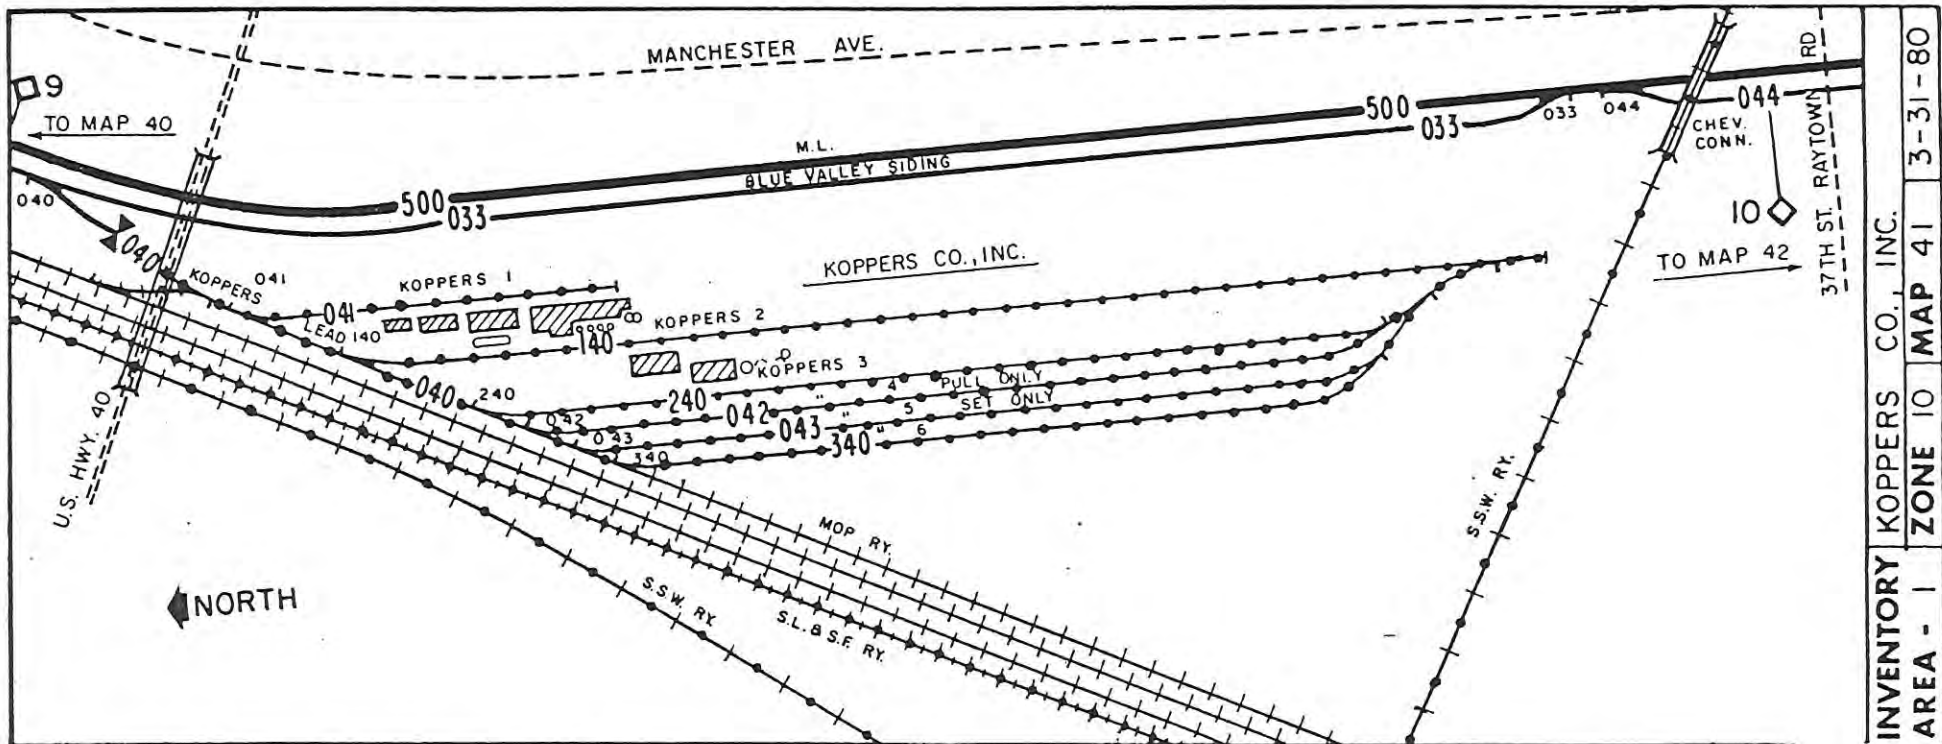 MANCHESTER AVE.
9
TO MAP 40
500
033
033
044
044
37TH ST. RAYTOWN RD.
033
M.L.
BLUE VALLEY SIDING
CHEV.
CONN.
040
500
033
10
040
TO MAP 42
KOPPERS
041
KOPPERS 1
KOPPERS CO., INC.
041
LEAD 140
KOPPERS 2
140
KOPPERS 3
040
240
240
4
PULL ONLY
042
042
"
5
SET ONLY
043
043
"
6
340
340
"
U.S. HWY. 40
MOP RY.
S.S.W. RY.
S.S.W. RY.
S.L. & S.F. RY.
NORTH
INVENTORY KOPPERS CO., INC.
AREA - 1 ZONE 10 MAP 41 3-31-80